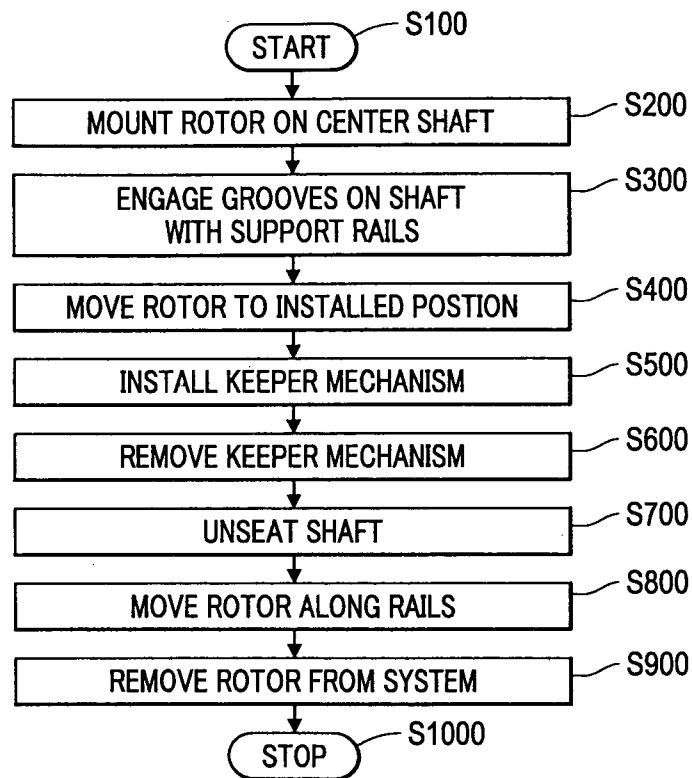 START
S100
MOUNT ROTOR ON CENTER SHAFT
S200
ENGAGE GROOVES ON SHAFT
WITH SUPPORT RAILS
S300
MOVE ROTOR TO INSTALLED POSTION
S400
INSTALL KEEPER MECHANISM
S500
REMOVE KEEPER MECHANISM
S600
UNSEAT SHAFT
S700
MOVE ROTOR ALONG RAILS
S800
REMOVE ROTOR FROM SYSTEM
S900
STOP
S1000